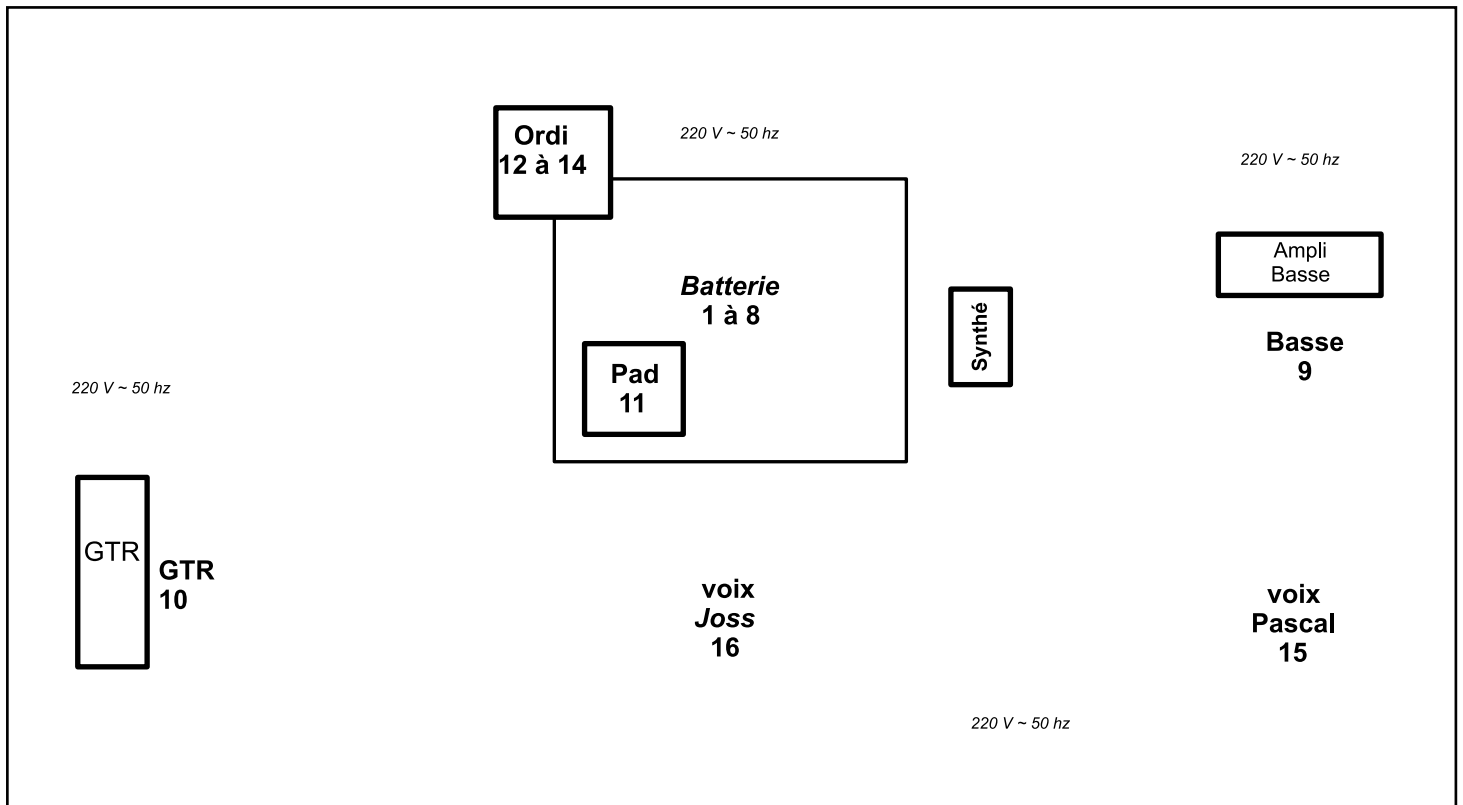 Ordi
12 à 14
220 V ~ 50 hz
220 V ~ 50 hz
Ampli
Basse
Batterie
1 à 8
Synthé
Basse
9
Pad
11
220 V ~ 50 hz
GTR
GTR
10
voix
Joss
16
voix
Pascal
15
220 V ~ 50 hz